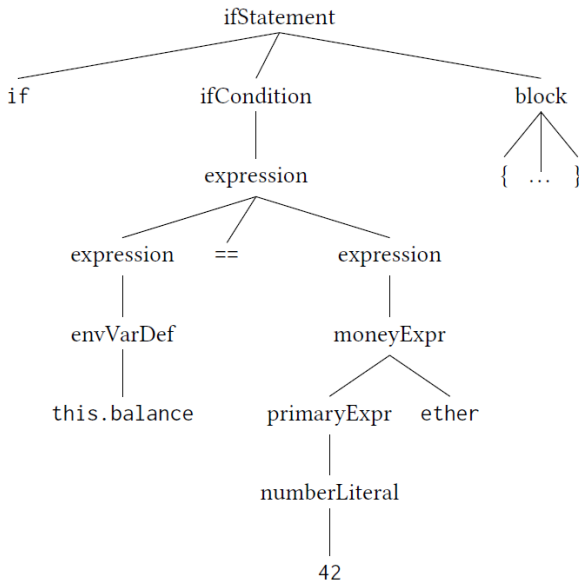 ifStatement
if ifCondition block
expression { ... }
expression == expression
envVarDef moneyExpr
this.balance primaryExpr ether
numberLiteral
42